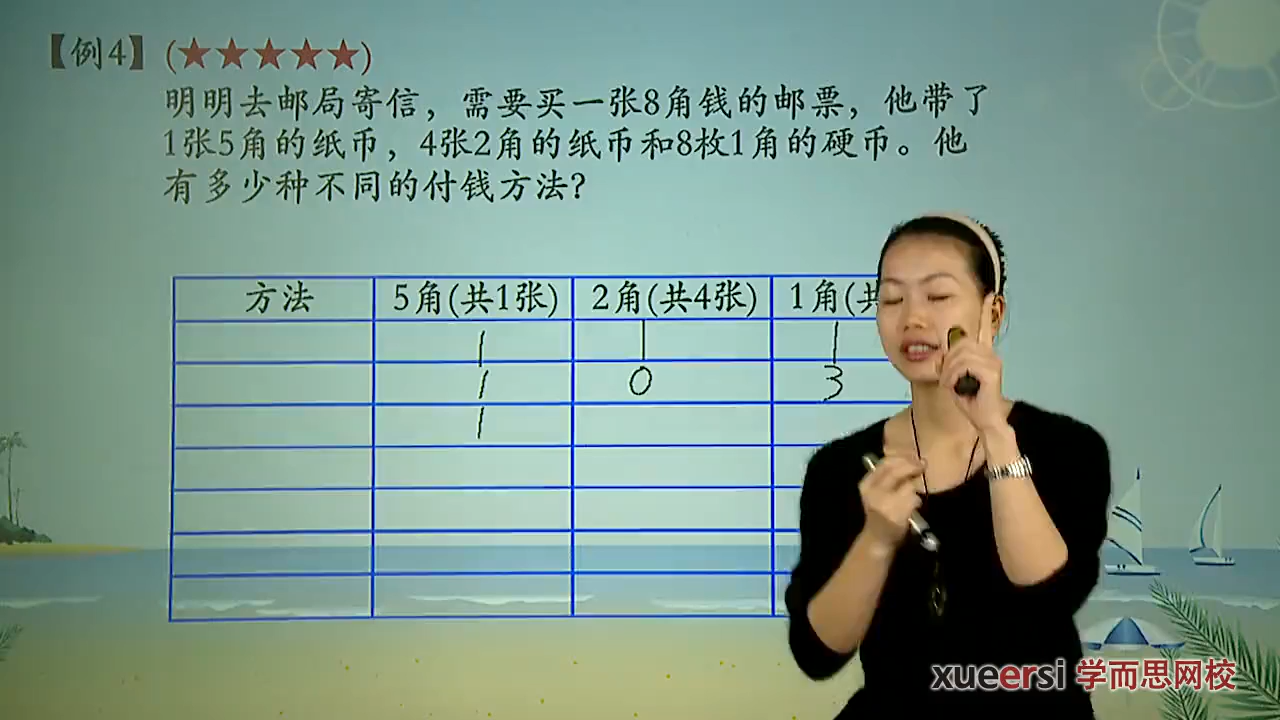 【例4】(★★★★★)
明明去邮局寄信，需要买一张8角钱的邮票，他带了
1张5角的纸币，4张2角的纸币和8枚1角的硬币。他
有多少种不同的付钱方法？
方法 5角(共1张) 2角(共4张) 1角(共
1 1 1
1 0 3
1
xueersi 学而思网校